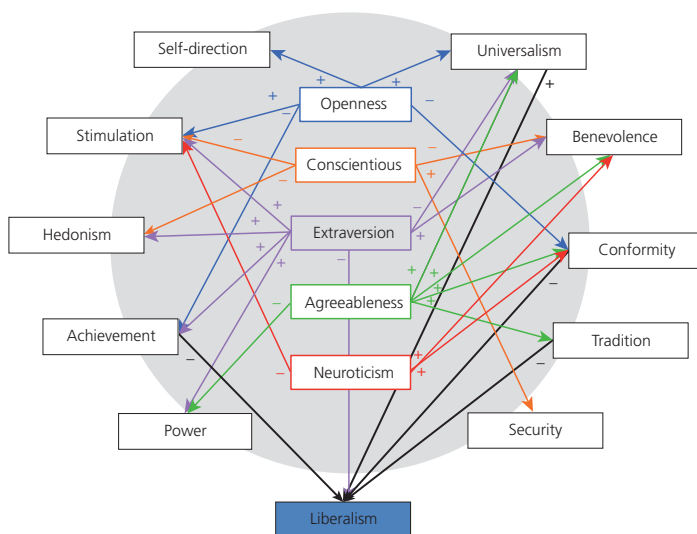 Self-direction
Universalism
+
+
+
+
Openness
−
−
Stimulation
−
Benevolence
−
Conscientious
+
−
+
−
Hedonism
+
Extraversion
+
Conformity
+
−
+
+
−
+
Agreeableness
−
+
Achievement
Tradition
−
+
−
−
Neuroticism
+
Power
Security
Liberalism